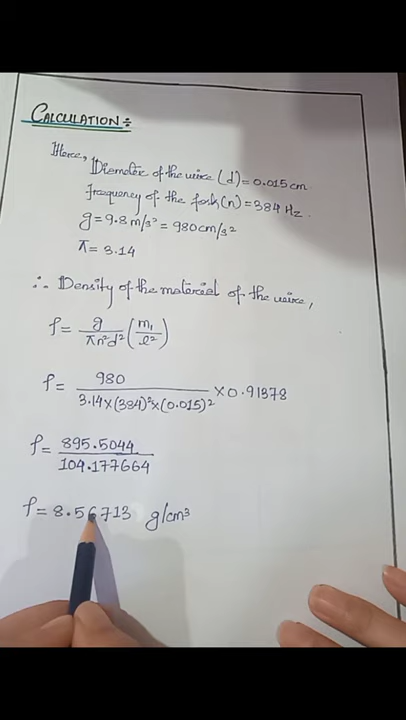 CALCULATION:-
Here,
Diameter of the wire (d) = 0.015 cm
Frequency of the fork (n) = 384 Hz.
g = 9.8 m/s² = 980 cm/s²
π = 3.14
∴ Density of the material of the wire,
ρ = g/πn²d² (m₁/l²)
ρ = 980/3.14×(384)²×(0.015)² × 0.91378
ρ = 895.5044/104.177664
ρ = 8.56713 g/cm³